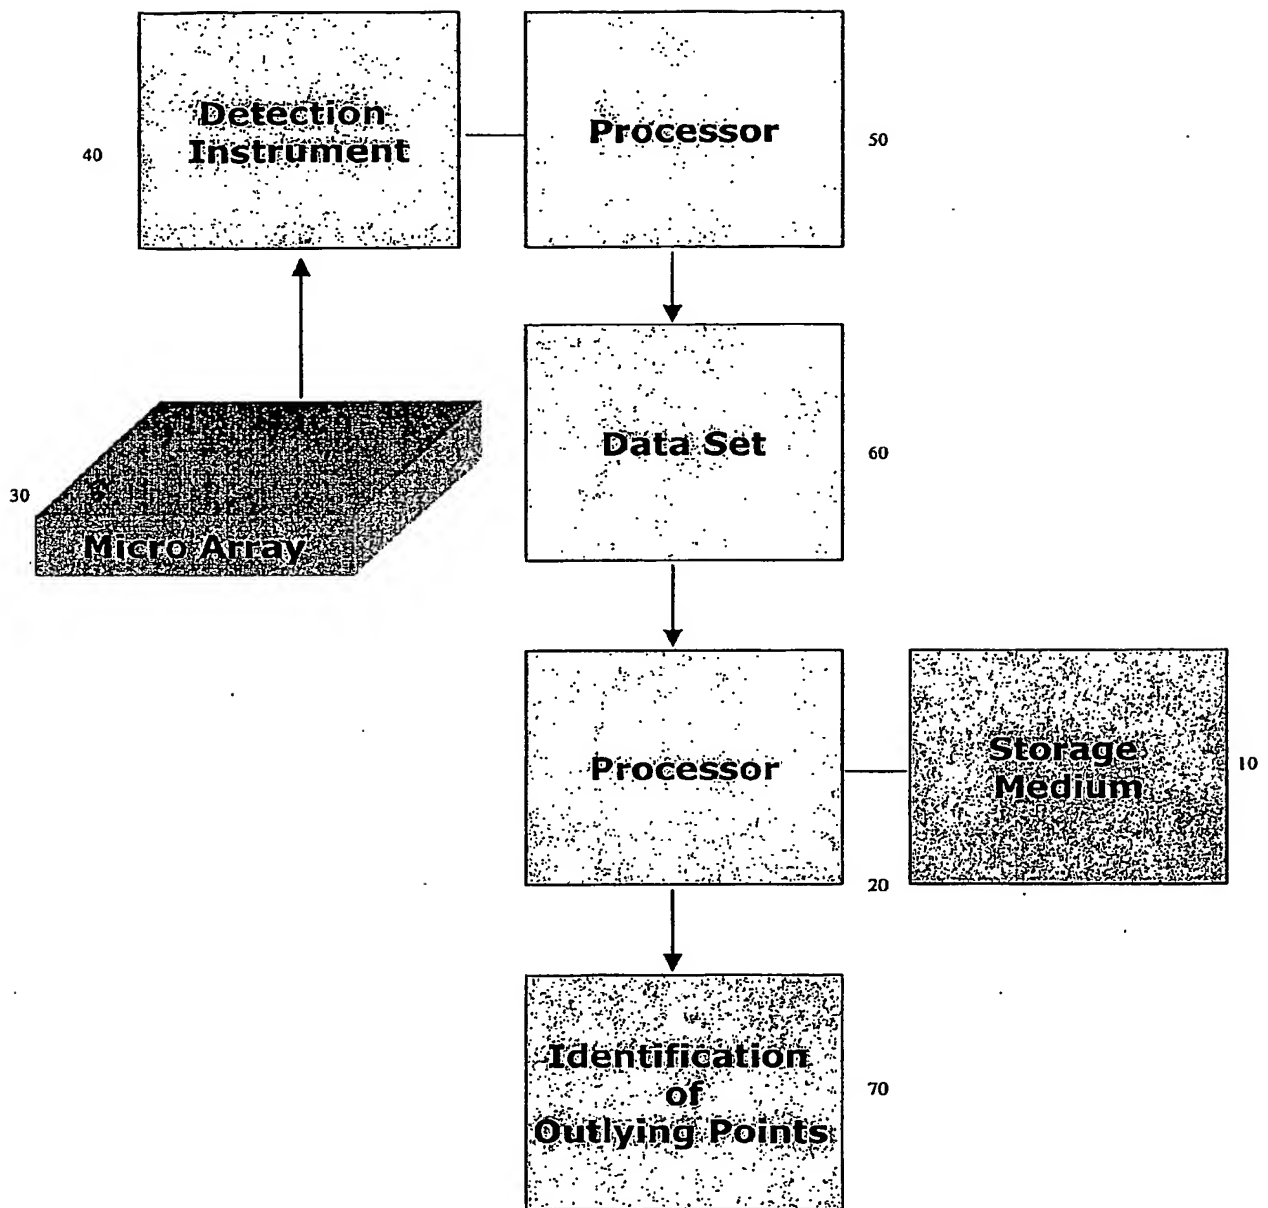 Detection
Instrument
40
Processor
50
Data Set
60
30
Micro Array
Processor
20
Storage
Medium
10
Identification
of
Outlying Points
70